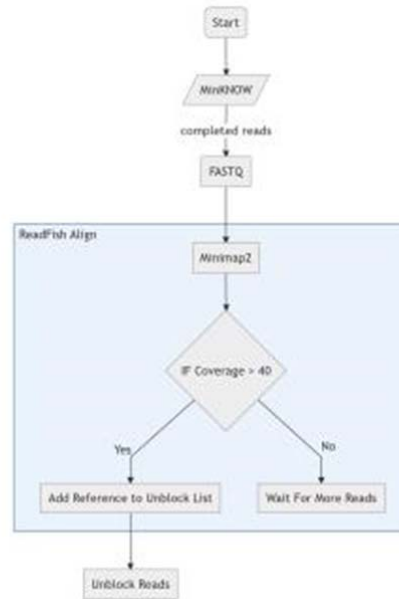 Start
MinKNOW
completed reads
FASTQ
ReadFish Align
Minimap2
IF Coverage > 40
Yes
No
Add Reference to Unblock List
Wait For More Reads
Unblock Reads